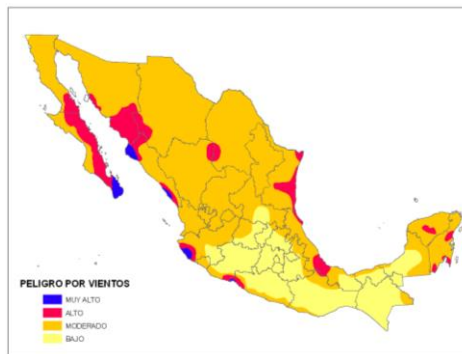 PELIGRO POR VIENTOS
MUY ALTO
ALTO
MODERADO
BAJO